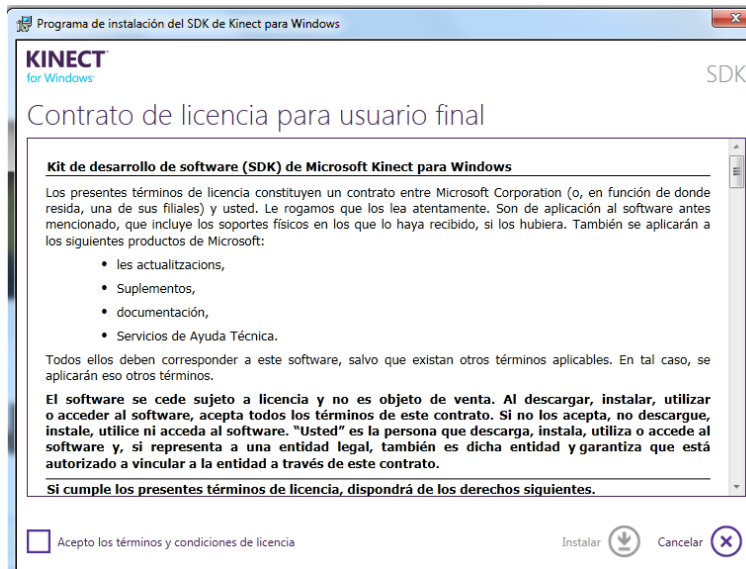 Programa de instalación del SDK de Kinect para Windows
KINECT
for Windows
SDK
Contrato de licencia para usuario final
Kit de desarrollo de software (SDK) de Microsoft Kinect para Windows
Los presentes términos de licencia constituyen un contrato entre Microsoft Corporation (o, en función de donde
resida, una de sus filiales) y usted. Le rogamos que los lea atentamente. Son de aplicación al software antes
mencionado, que incluye los soportes físicos en los que lo haya recibido, si los hubiera. También se aplicarán a
los siguientes productos de Microsoft:
• les actualitzacions,
• Suplementos,
• documentación,
• Servicios de Ayuda Técnica.
Todos ellos deben corresponder a este software, salvo que existan otros términos aplicables. En tal caso, se
aplicarán eso otros términos.
El software se cede sujeto a licencia y no es objeto de venta. Al descargar, instalar, utilizar
o acceder al software, acepta todos los términos de este contrato. Si no los acepta, no descargue,
instale, utilice ni acceda al software. “Usted” es la persona que descarga, instala, utiliza o accede al
software y, si representa a una entidad legal, también es dicha entidad y garantiza que está
autorizado a vincular a la entidad a través de este contrato.
Si cumple los presentes términos de licencia, dispondrá de los derechos siguientes.
Acepto los términos y condiciones de licencia
Instalar
Cancelar